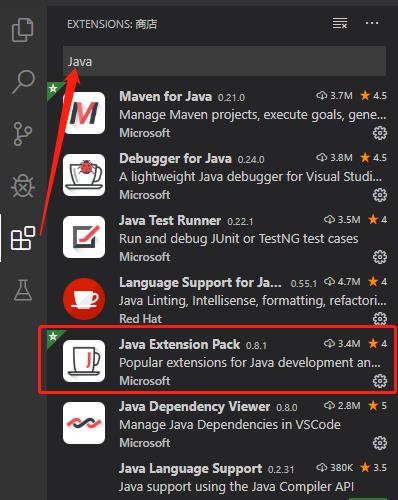 EXTENSIONS: 商店
Java
Maven for Java 0.21.0 3.7M 4.5
Manage Maven projects, execute goals, gene...
Microsoft
Debugger for Java 0.24.0 3.8M 4.5
A lightweight Java debugger for Visual Studi...
Microsoft
Java Test Runner 0.22.1 3.5M 4
Run and debug JUnit or TestNG test cases
Microsoft
Language Support for Ja... 0.55.1 4.7M 4
Java Linting, Intellisense, formatting, refactori...
Red Hat
Java Extension Pack 0.8.1 3.4M 4
Popular extensions for Java development an...
Microsoft
Java Dependency Viewer 0.8.0 2.8M 5
Manage Java Dependencies in VSCode
Microsoft
Java Language Support 0.2.31 380K 3.5
Java support using the Java Compiler API